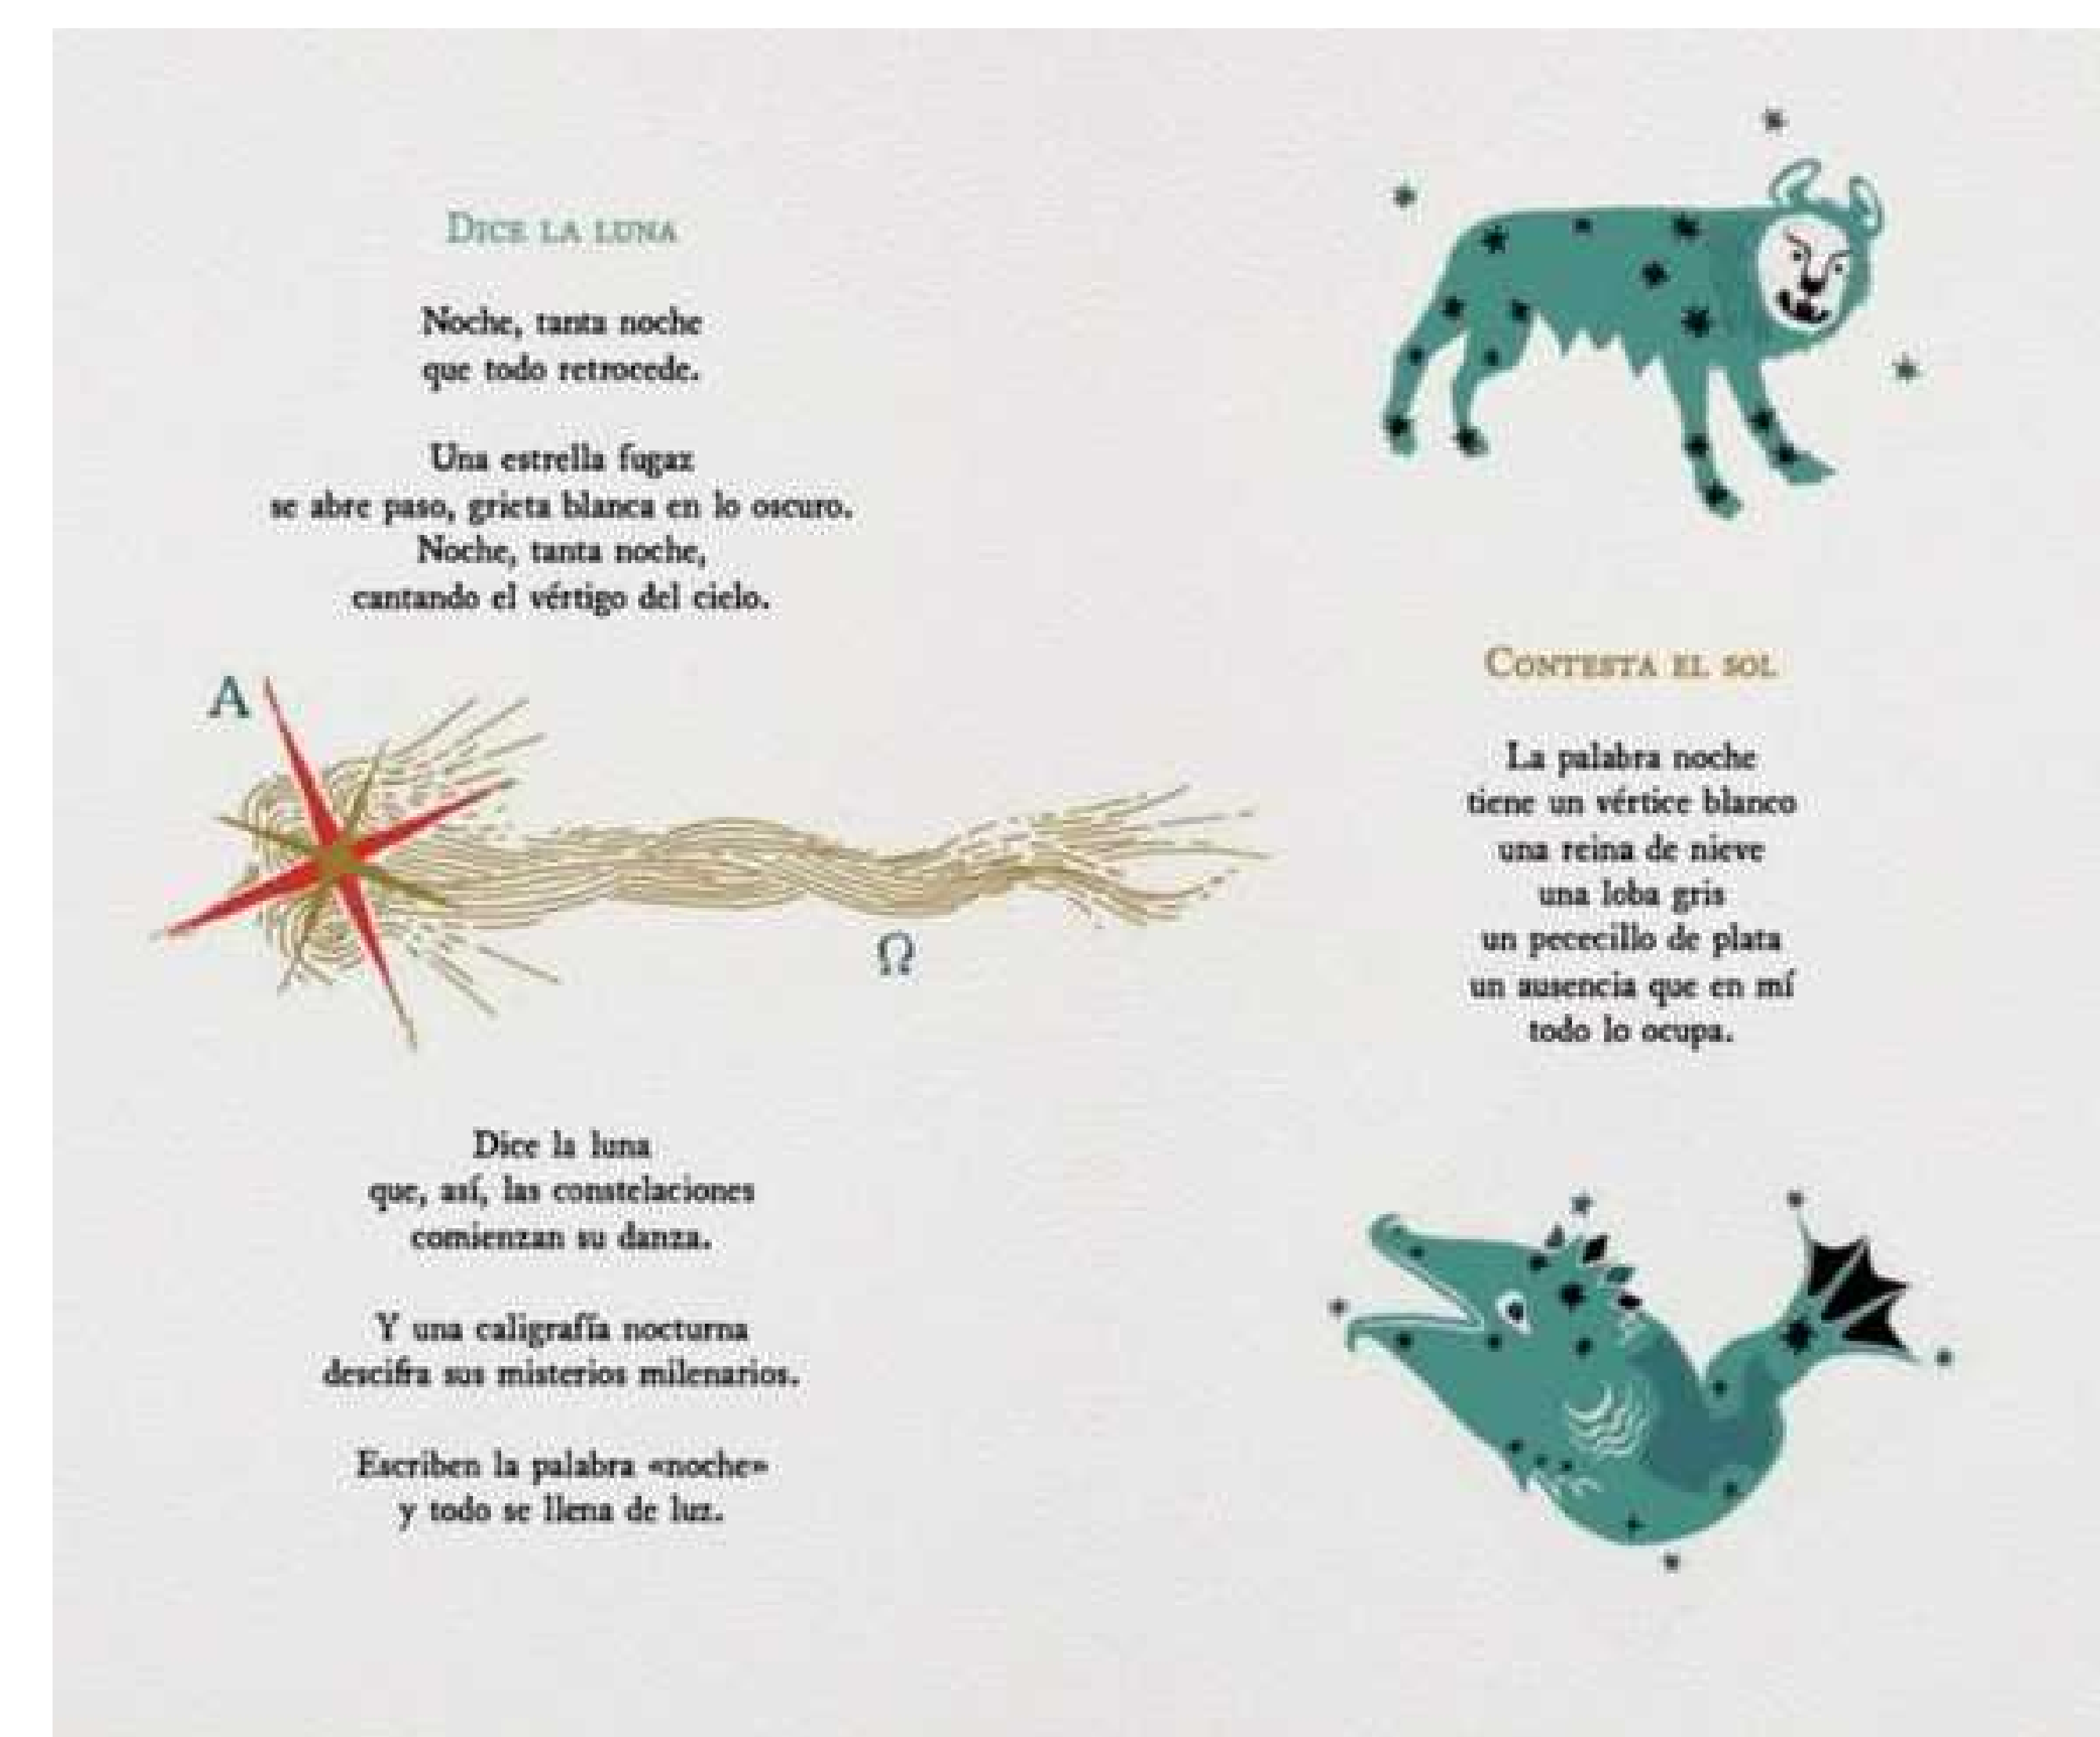 DICE LA LUNA
Noche, tanta noche
que todo retrocede.
Una estrella fugaz
se abre paso, grieta blanca en lo oscuro.
Noche, tanta noche,
cantando el vértigo del cielo.
A
Ω
Dice la luna
que, así, las constelaciones
comienzan su danza.
Y una caligrafía nocturna
descifra sus misterios milenarios.
Escriben la palabra «noche»
y todo se llena de luz.
CONTESTA EL SOL
La palabra noche
tiene un vértice blanco
una reina de nieve
una loba gris
un pececillo de plata
un ausencia que en mí
todo lo ocupa.